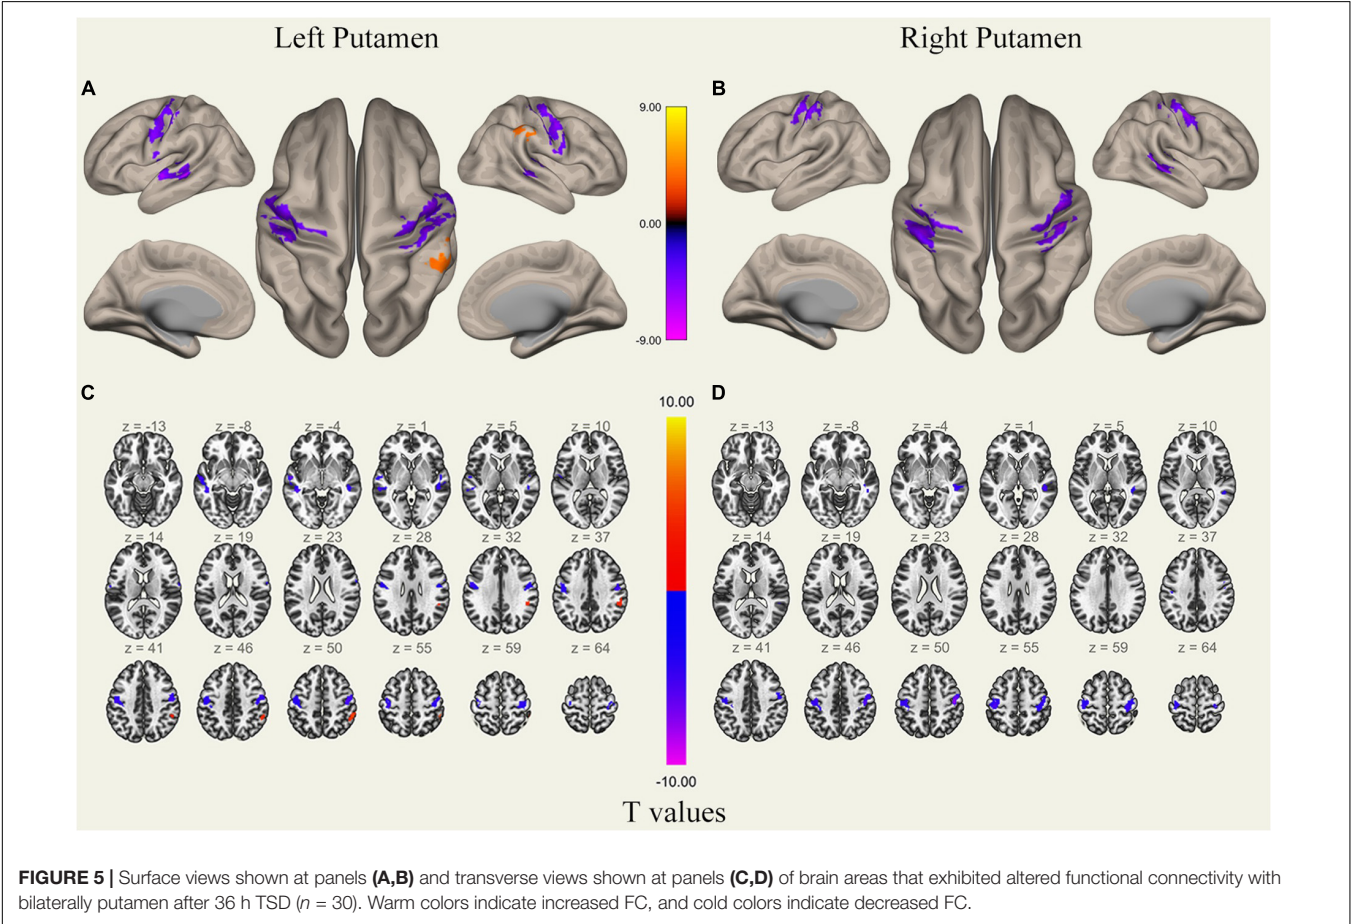 Left Putamen
Right Putamen
A
B
9.00
0.00
-9.00
C
D
10.00
z = -13 z = -8 z = -4 z = 1 z = 5 z = 10
z = -13 z = -8 z = -4 z = 1 z = 5 z = 10
z = 14 z = 19 z = 23 z = 28 z = 32 z = 37
z = 14 z = 19 z = 23 z = 28 z = 32 z = 37
z = 41 z = 46 z = 50 z = 55 z = 59 z = 64
z = 41 z = 46 z = 50 z = 55 z = 59 z = 64
-10.00
T values
FIGURE 5 | Surface views shown at panels (A,B) and transverse views shown at panels (C,D) of brain areas that exhibited altered functional connectivity with
bilaterally putamen after 36 h TSD (n = 30). Warm colors indicate increased FC, and cold colors indicate decreased FC.